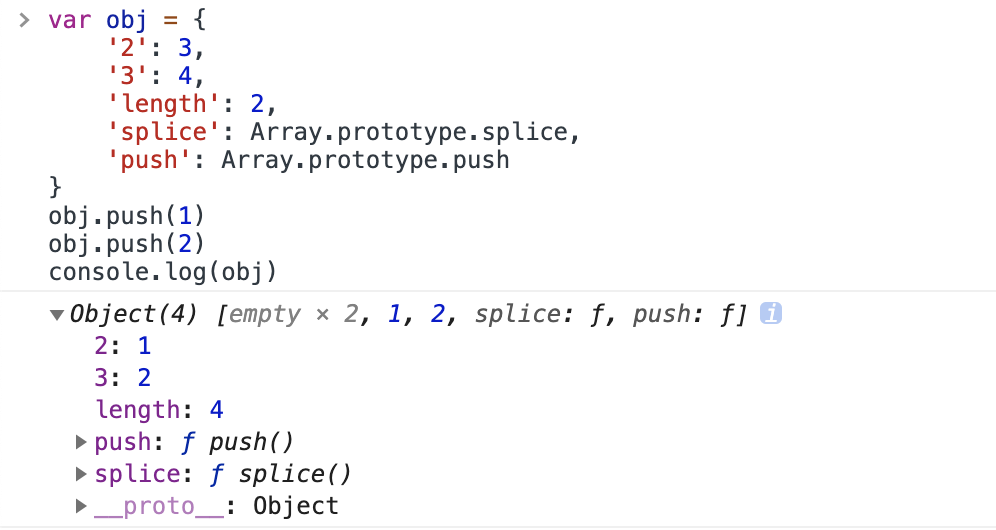 > var obj = {
'2': 3,
'3': 4,
'length': 2,
'splice': Array.prototype.splice,
'push': Array.prototype.push
}
obj.push(1)
obj.push(2)
console.log(obj)
▼Object(4) [empty × 2, 1, 2, splice: ƒ, push: ƒ] i
2: 1
3: 2
length: 4
▶push: ƒ push()
▶splice: ƒ splice()
▶__proto__: Object